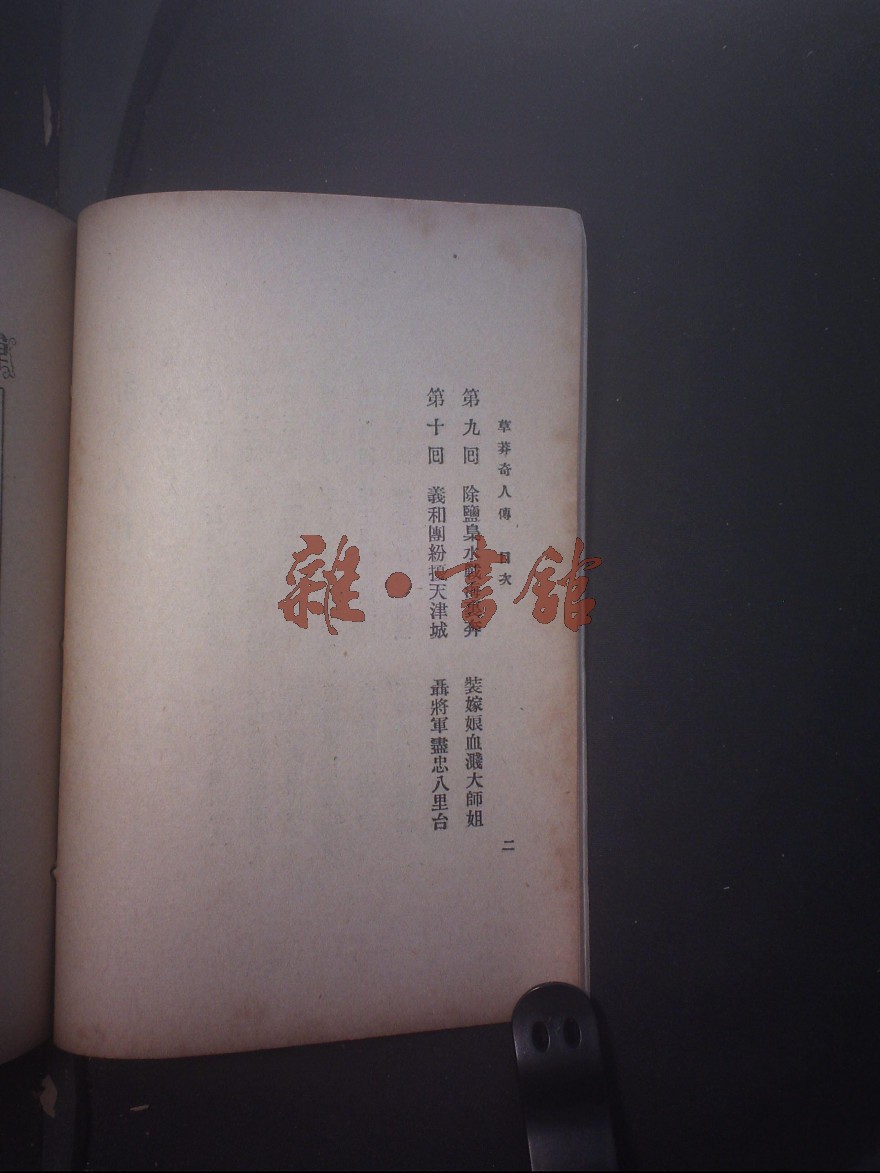 草莽奇人傳 目次
第九回 除鹽梟水戰奔 裝嫁娘血濺大師姐
第十回 義和團紛擾天津城 聶將軍盡忠八里台
二
雜・書館